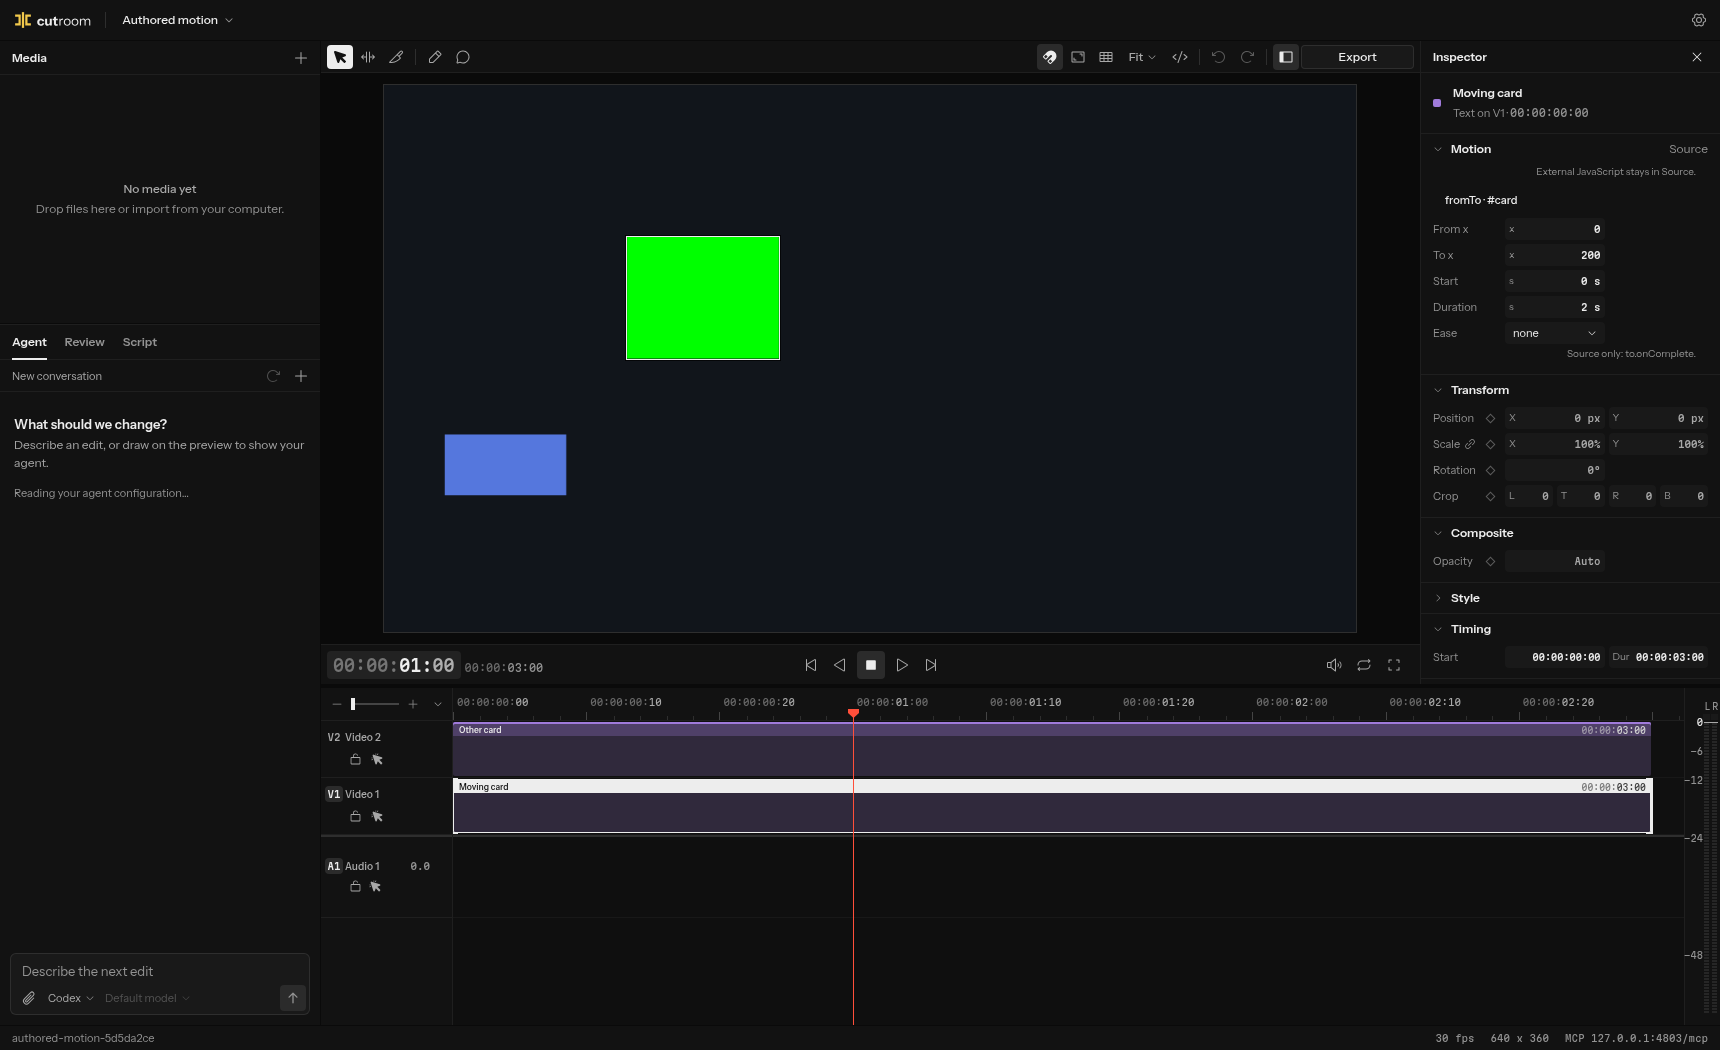 cutroom
Authored motion
Media
No media yet
Drop files here or import from your computer.
Agent Review Script
New conversation
What should we change?
Describe an edit, or draw on the preview to show your
agent.
Reading your agent configuration...
Describe the next edit
Codex Default model
authored-motion-5d5da2ce
Fit
Export
00:00:01:00 00:00:03:00
00:00:00:00 00:00:00:10 00:00:00:20 00:00:01:00 00:00:01:10 00:00:01:20 00:00:02:00 00:00:02:10 00:00:02:20
V2 Video 2
Other card 00:00:03:00
V1 Video 1
Moving card 00:00:03:00
A1 Audio 1 0.0
L R
0
-6
-12
-24
-48
Inspector
Moving card
Text on V1·00:00:00:00
Motion Source
External JavaScript stays in Source.
fromTo · #card
From x x 0
To x x 200
Start s 0 s
Duration s 2 s
Ease none
Source only: to.onComplete.
Transform
Position X 0 px Y 0 px
Scale X 100% Y 100%
Rotation 0°
Crop L 0 T 0 R 0 B 0
Composite
Opacity Auto
Style
Timing
Start 00:00:00:00 Dur 00:00:03:00
30 fps 640 x 360 MCP 127.0.0.1:4803/mcp